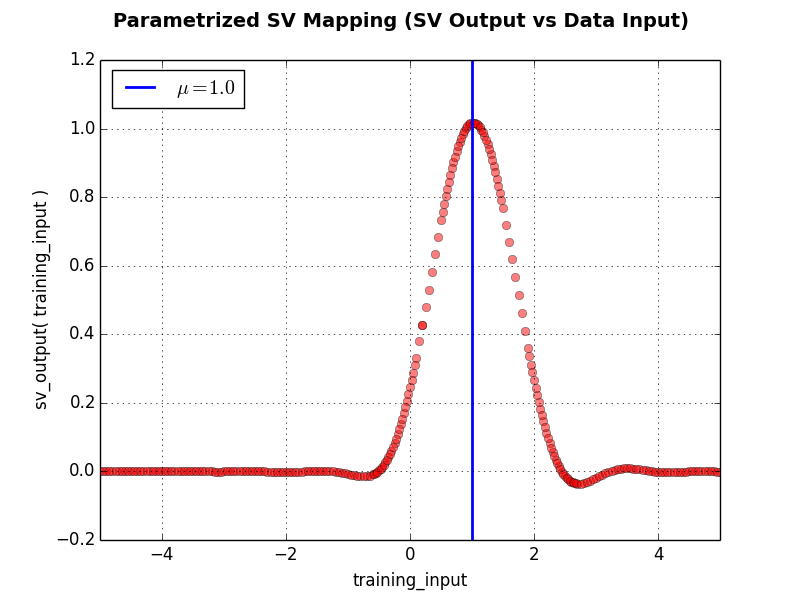 Parametrized SV Mapping (SV Output vs Data Input)
μ=1.0
1.2
1.0
0.8
0.6
0.4
0.2
0.0
−0.2
sv_output( training_input )
−4 −2 0 2 4
training_input